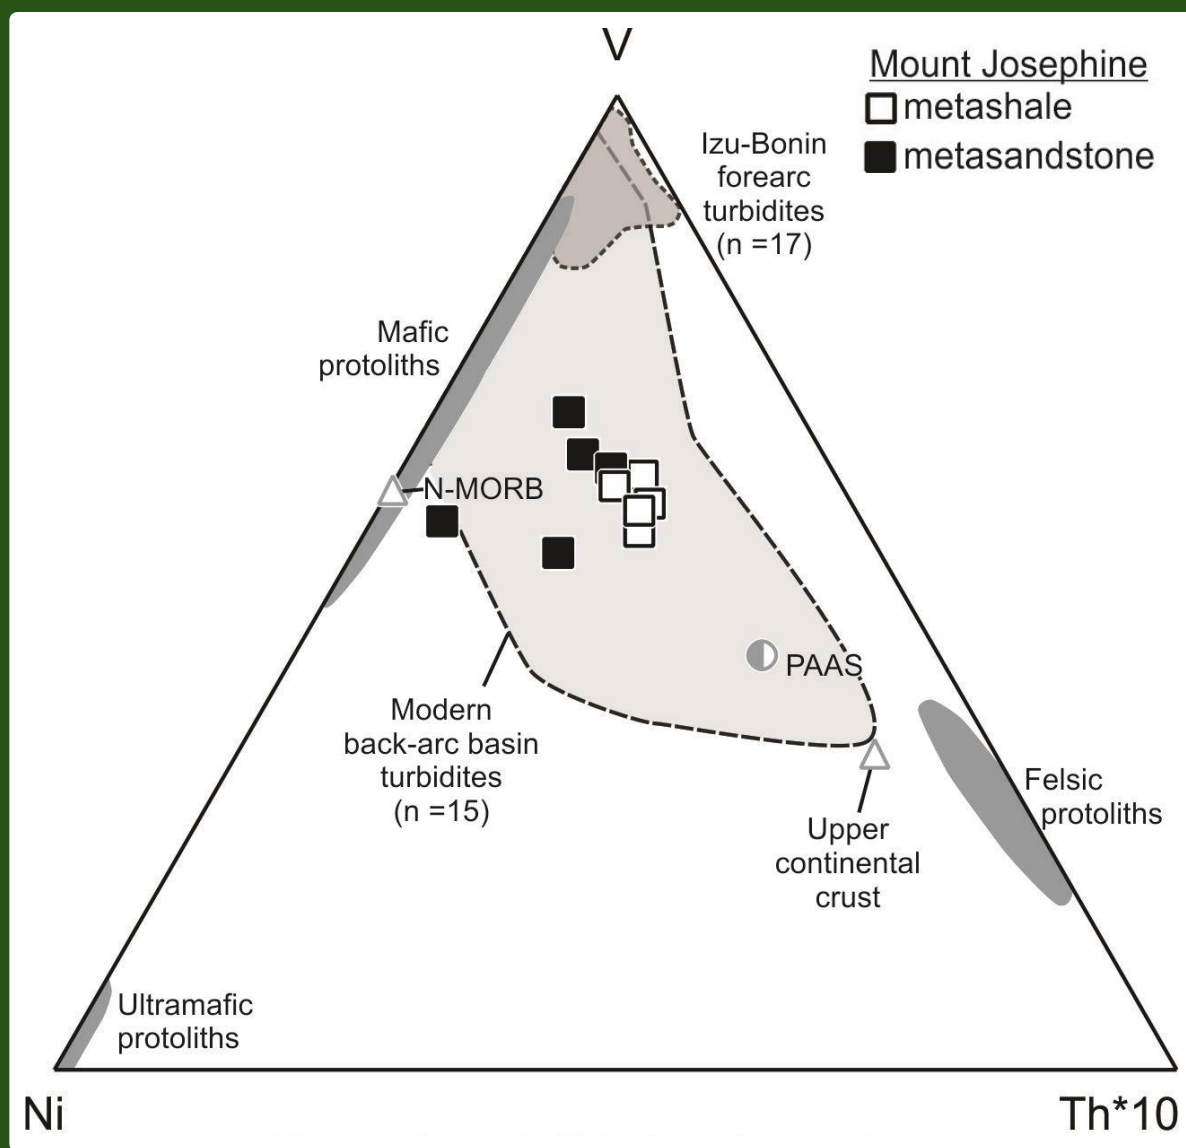 V
Mount Josephine
metashale
metasandstone
Izu-Bonin
forearc
turbidites
(n =17)
Mafic
protoliths
N-MORB
PAAS
Modern
back-arc basin
turbidites
(n =15)
Felsic
protoliths
Upper
continental
crust
Ultramafic
protoliths
Ni
Th*10